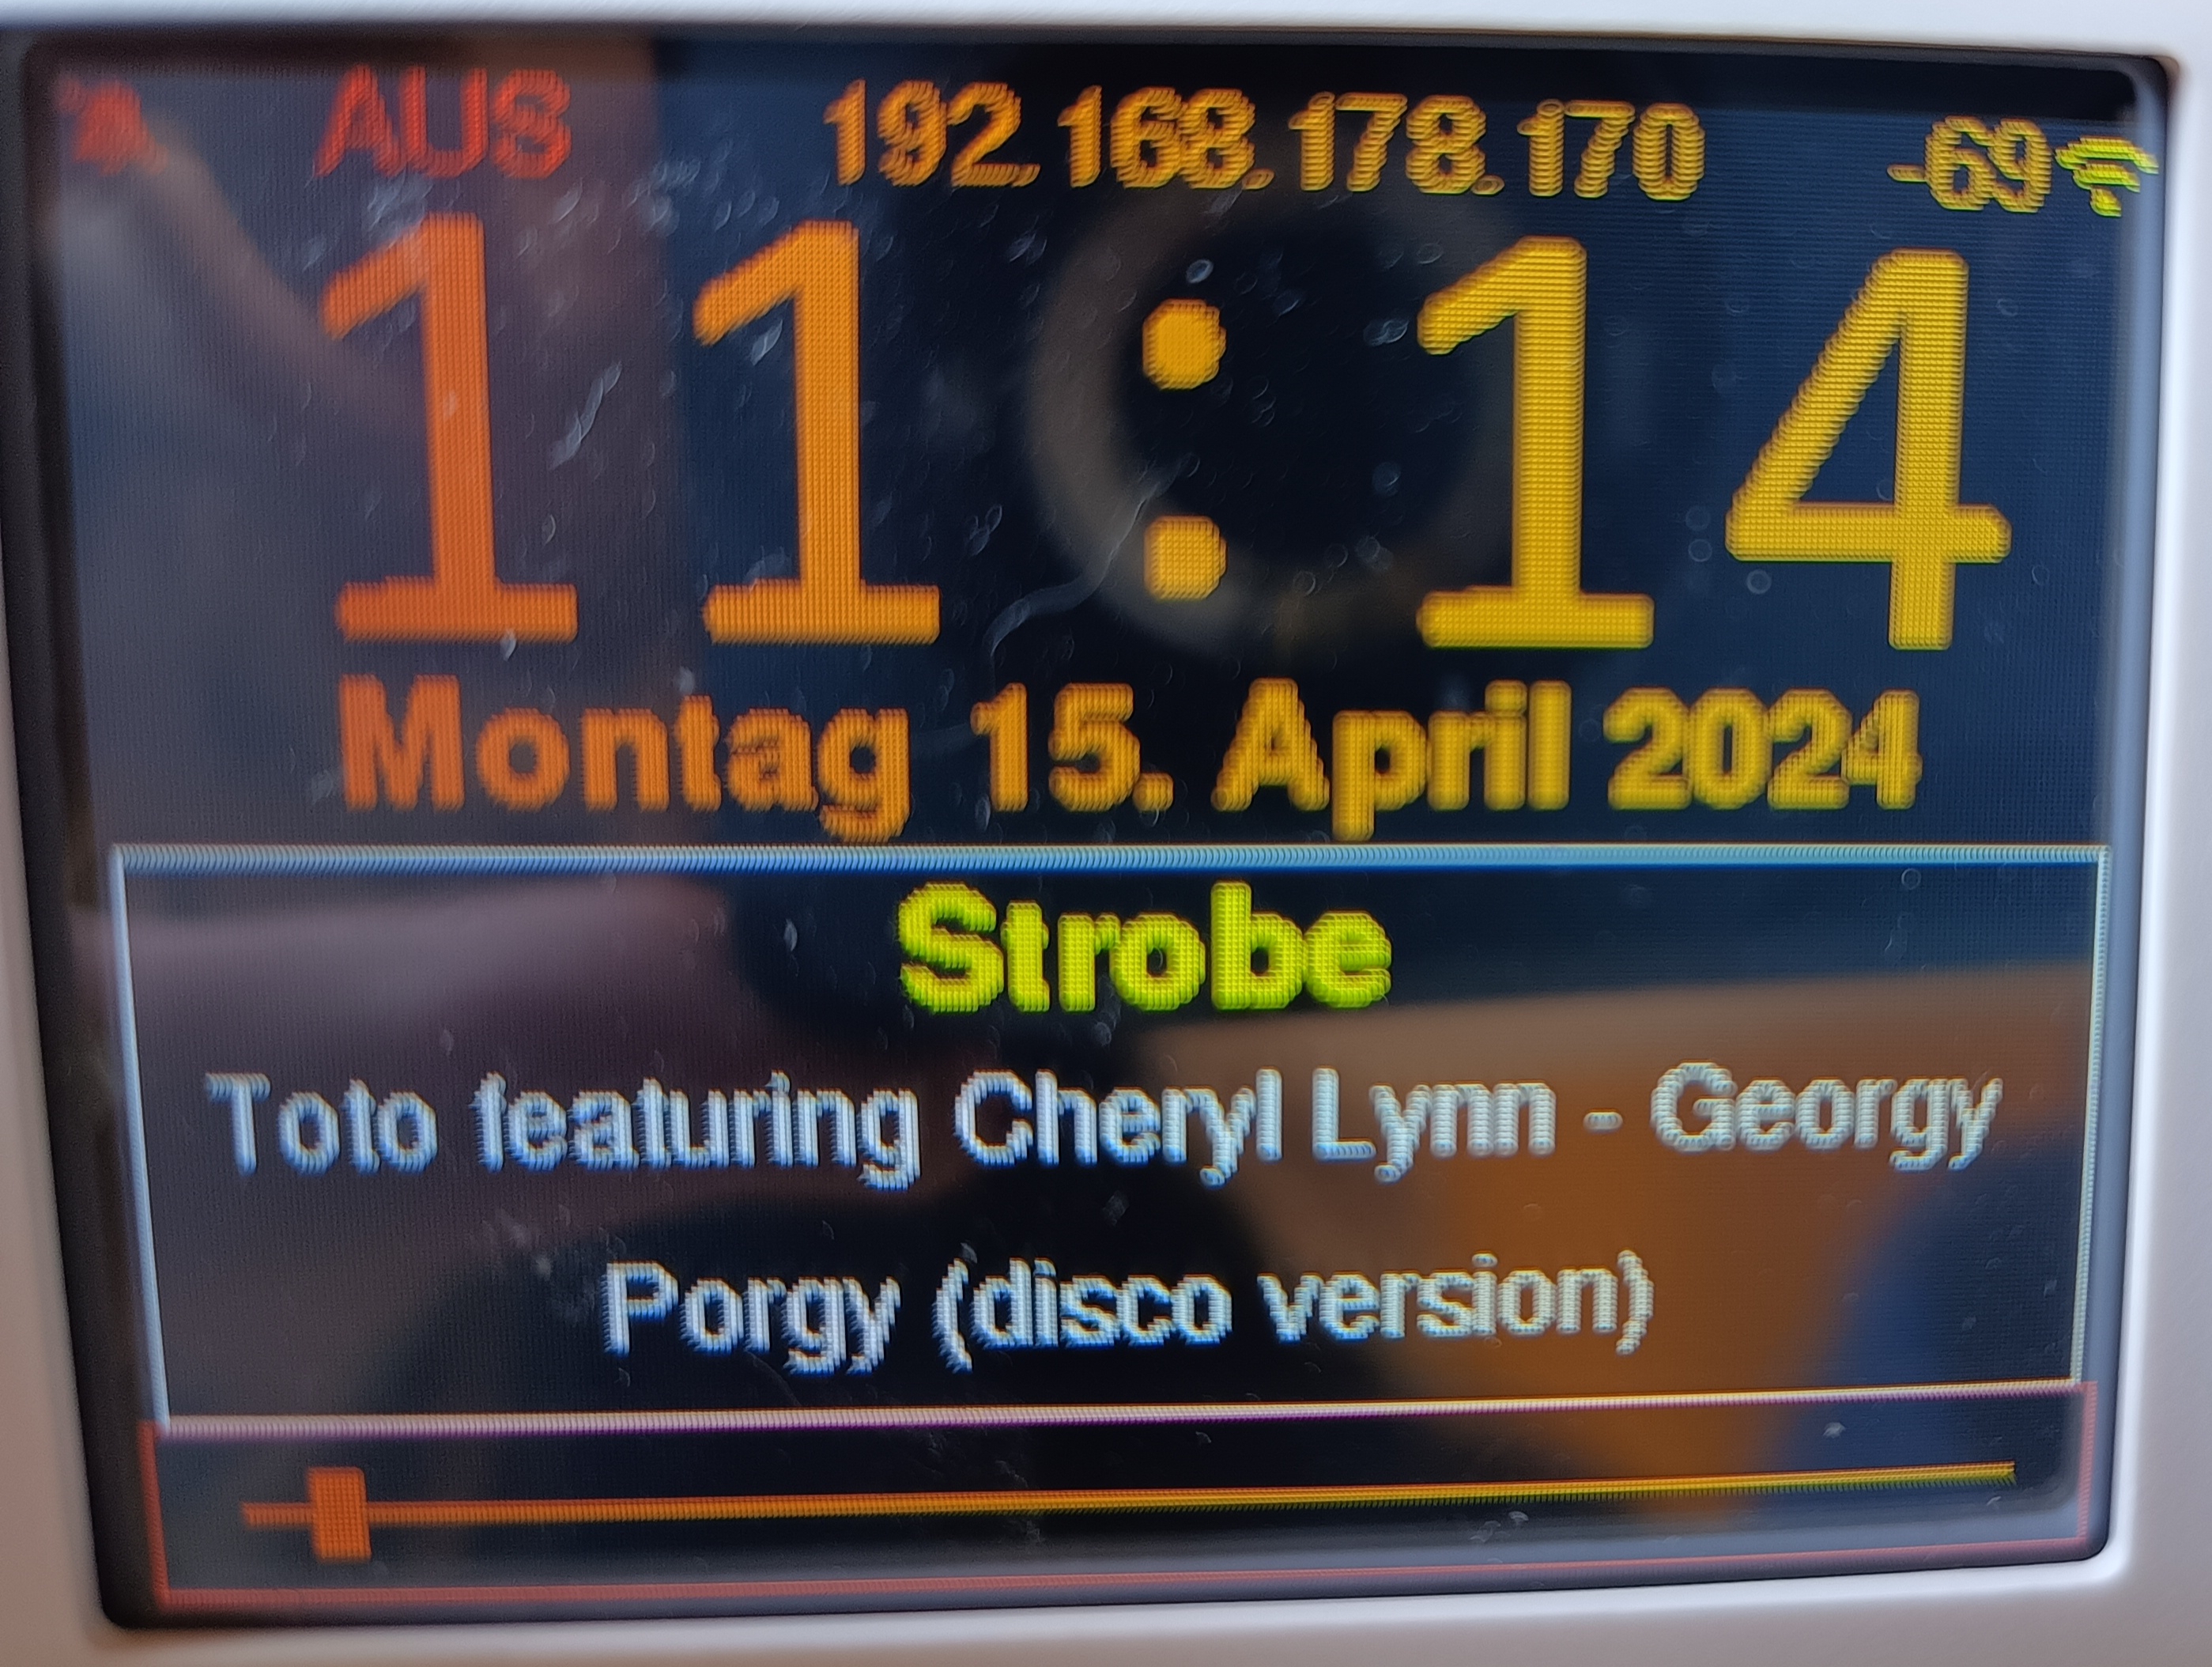 AUS 192.168.178.170 -69
11:14
Montag 15. April 2024
Strobe
Toto featuring Cheryl Lynn - Georgy
Porgy (disco version)